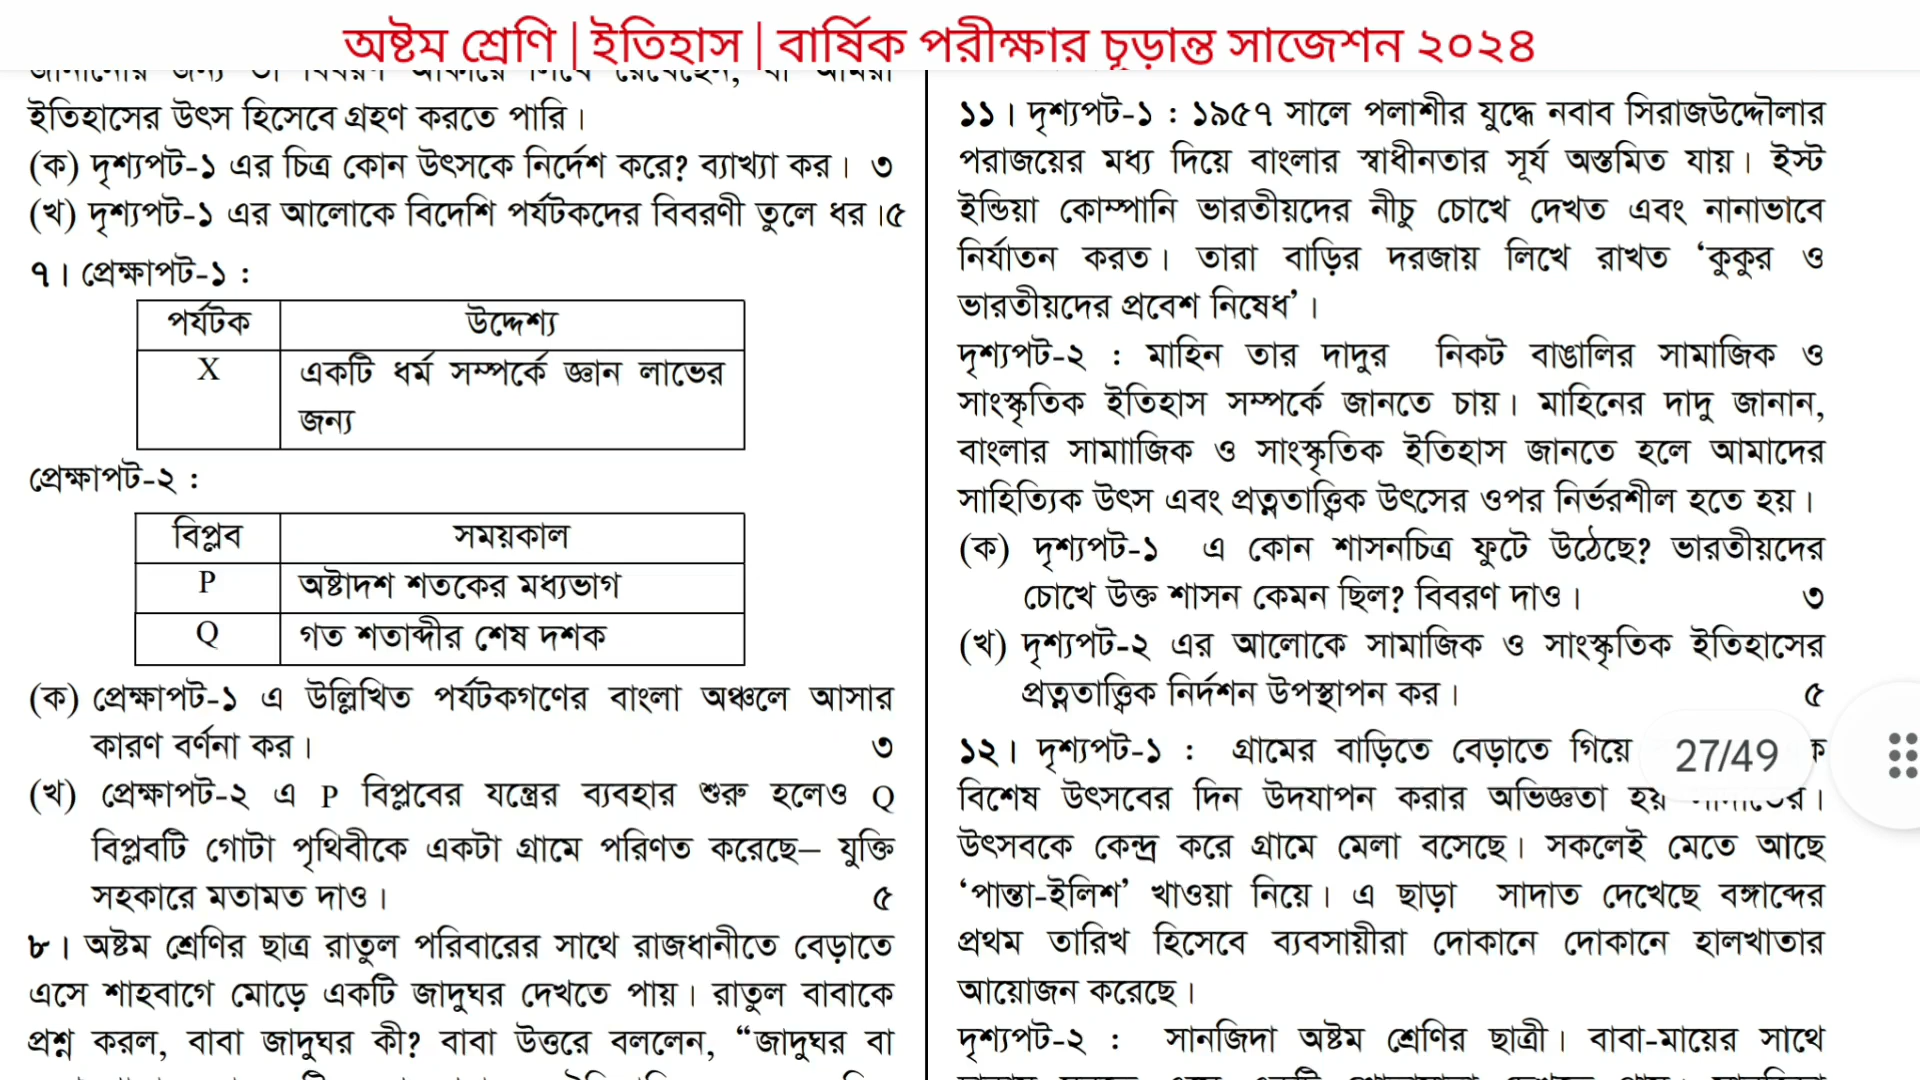 অষ্টম শ্রেণি | ইতিহাস | বার্ষিক পরীক্ষার চূড়ান্ত সাজেশন ২০২৪
ইতিহাসের উৎস হিসেবে গ্রহণ করতে পারি।
(ক) দৃশ্যপট-১ এর চিত্র কোন উৎসকে নির্দেশ করে? ব্যাখ্যা কর। ৩
(খ) দৃশ্যপট-১ এর আলোকে বিদেশি পর্যটকদের বিবরণী তুলে ধর।৫
৭। প্রেক্ষাপট-১ :
পর্যটক উদ্দেশ্য
X একটি ধর্ম সম্পর্কে জ্ঞান লাভের
জন্য
প্রেক্ষাপট-২ :
বিপ্লব সময়কাল
P অষ্টাদশ শতকের মধ্যভাগ
Q গত শতাব্দীর শেষ দশক
(ক) প্রেক্ষাপট-১ এ উল্লিখিত পর্যটকগণের বাংলা অঞ্চলে আসার
কারণ বর্ণনা কর। ৩
(খ) প্রেক্ষাপট-২ এ P বিপ্লবের যন্ত্রের ব্যবহার শুরু হলেও Q
বিপ্লবটি গোটা পৃথিবীকে একটা গ্রামে পরিণত করেছে– যুক্তি
সহকারে মতামত দাও। ৫
৮। অষ্টম শ্রেণির ছাত্র রাতুল পরিবারের সাথে রাজধানীতে বেড়াতে
এসে শাহবাগে মোড়ে একটি জাদুঘর দেখতে পায়। রাতুল বাবাকে
প্রশ্ন করল, বাবা জাদুঘর কী? বাবা উত্তরে বললেন, “জাদুঘর বা
১১। দৃশ্যপট-১ : ১৯৫৭ সালে পলাশীর যুদ্ধে নবাব সিরাজউদ্দৌলার
পরাজয়ের মধ্য দিয়ে বাংলার স্বাধীনতার সূর্য অস্তমিত যায়। ইস্ট
ইন্ডিয়া কোম্পানি ভারতীয়দের নীচু চোখে দেখত এবং নানাভাবে
নির্যাতন করত। তারা বাড়ির দরজায় লিখে রাখত ‘কুকুর ও
ভারতীয়দের প্রবেশ নিষেধ’।
দৃশ্যপট-২ : মাহিন তার দাদুর নিকট বাঙালির সামাজিক ও
সাংস্কৃতিক ইতিহাস সম্পর্কে জানতে চায়। মাহিনের দাদু জানান,
বাংলার সামাাজিক ও সাংস্কৃতিক ইতিহাস জানতে হলে আমাদের
সাহিত্যিক উৎস এবং প্রত্নতাত্ত্বিক উৎসের ওপর নির্ভরশীল হতে হয়।
(ক) দৃশ্যপট-১ এ কোন শাসনচিত্র ফুটে উঠেছে? ভারতীয়দের
চোখে উক্ত শাসন কেমন ছিল? বিবরণ দাও। ৩
(খ) দৃশ্যপট-২ এর আলোকে সামাজিক ও সাংস্কৃতিক ইতিহাসের
প্রত্নতাত্ত্বিক নির্দশন উপস্থাপন কর। ৫
১২। দৃশ্যপট-১ : গ্রামের বাড়িতে বেড়াতে গিয়ে
27/49
বিশেষ উৎসবের দিন উদযাপন করার অভিজ্ঞতা হয়
উৎসবকে কেন্দ্র করে গ্রামে মেলা বসেছে। সকলেই মেতে আছে
‘পান্তা-ইলিশ’ খাওয়া নিয়ে। এ ছাড়া সাদাত দেখেছে বঙ্গাব্দের
প্রথম তারিখ হিসেবে ব্যবসায়ীরা দোকানে দোকানে হালখাতার
আয়োজন করেছে।
দৃশ্যপট-২ : সানজিদা অষ্টম শ্রেণির ছাত্রী। বাবা-মায়ের সাথে